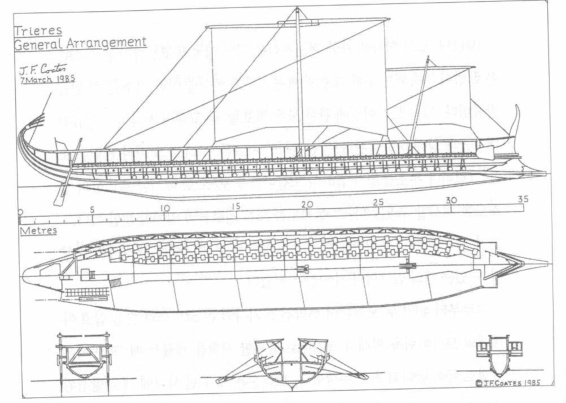 Trieres
General Arrangement
J.F. Coates
7 March 1985
0 5 10 15 20 25 30 35
Metres
© J.F. COATES 1985